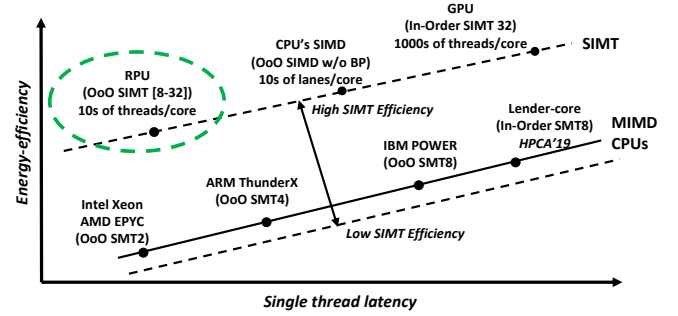 GPU
(In-Order SIMT 32)
1000s of threads/core
SIMT
CPU's SIMD
(OoO SIMD w/o BP)
10s of lanes/core
RPU
(OoO SIMT [8-32])
10s of threads/core
High SIMT Efficiency
Lender-core
(In-Order SMT8)
HPCA'19
MIMD
CPUs
IBM POWER
(OoO SMT8)
ARM ThunderX
(OoO SMT4)
Intel Xeon
AMD EPYC
(OoO SMT2)
Low SIMT Efficiency
Energy-efficiency
Single thread latency